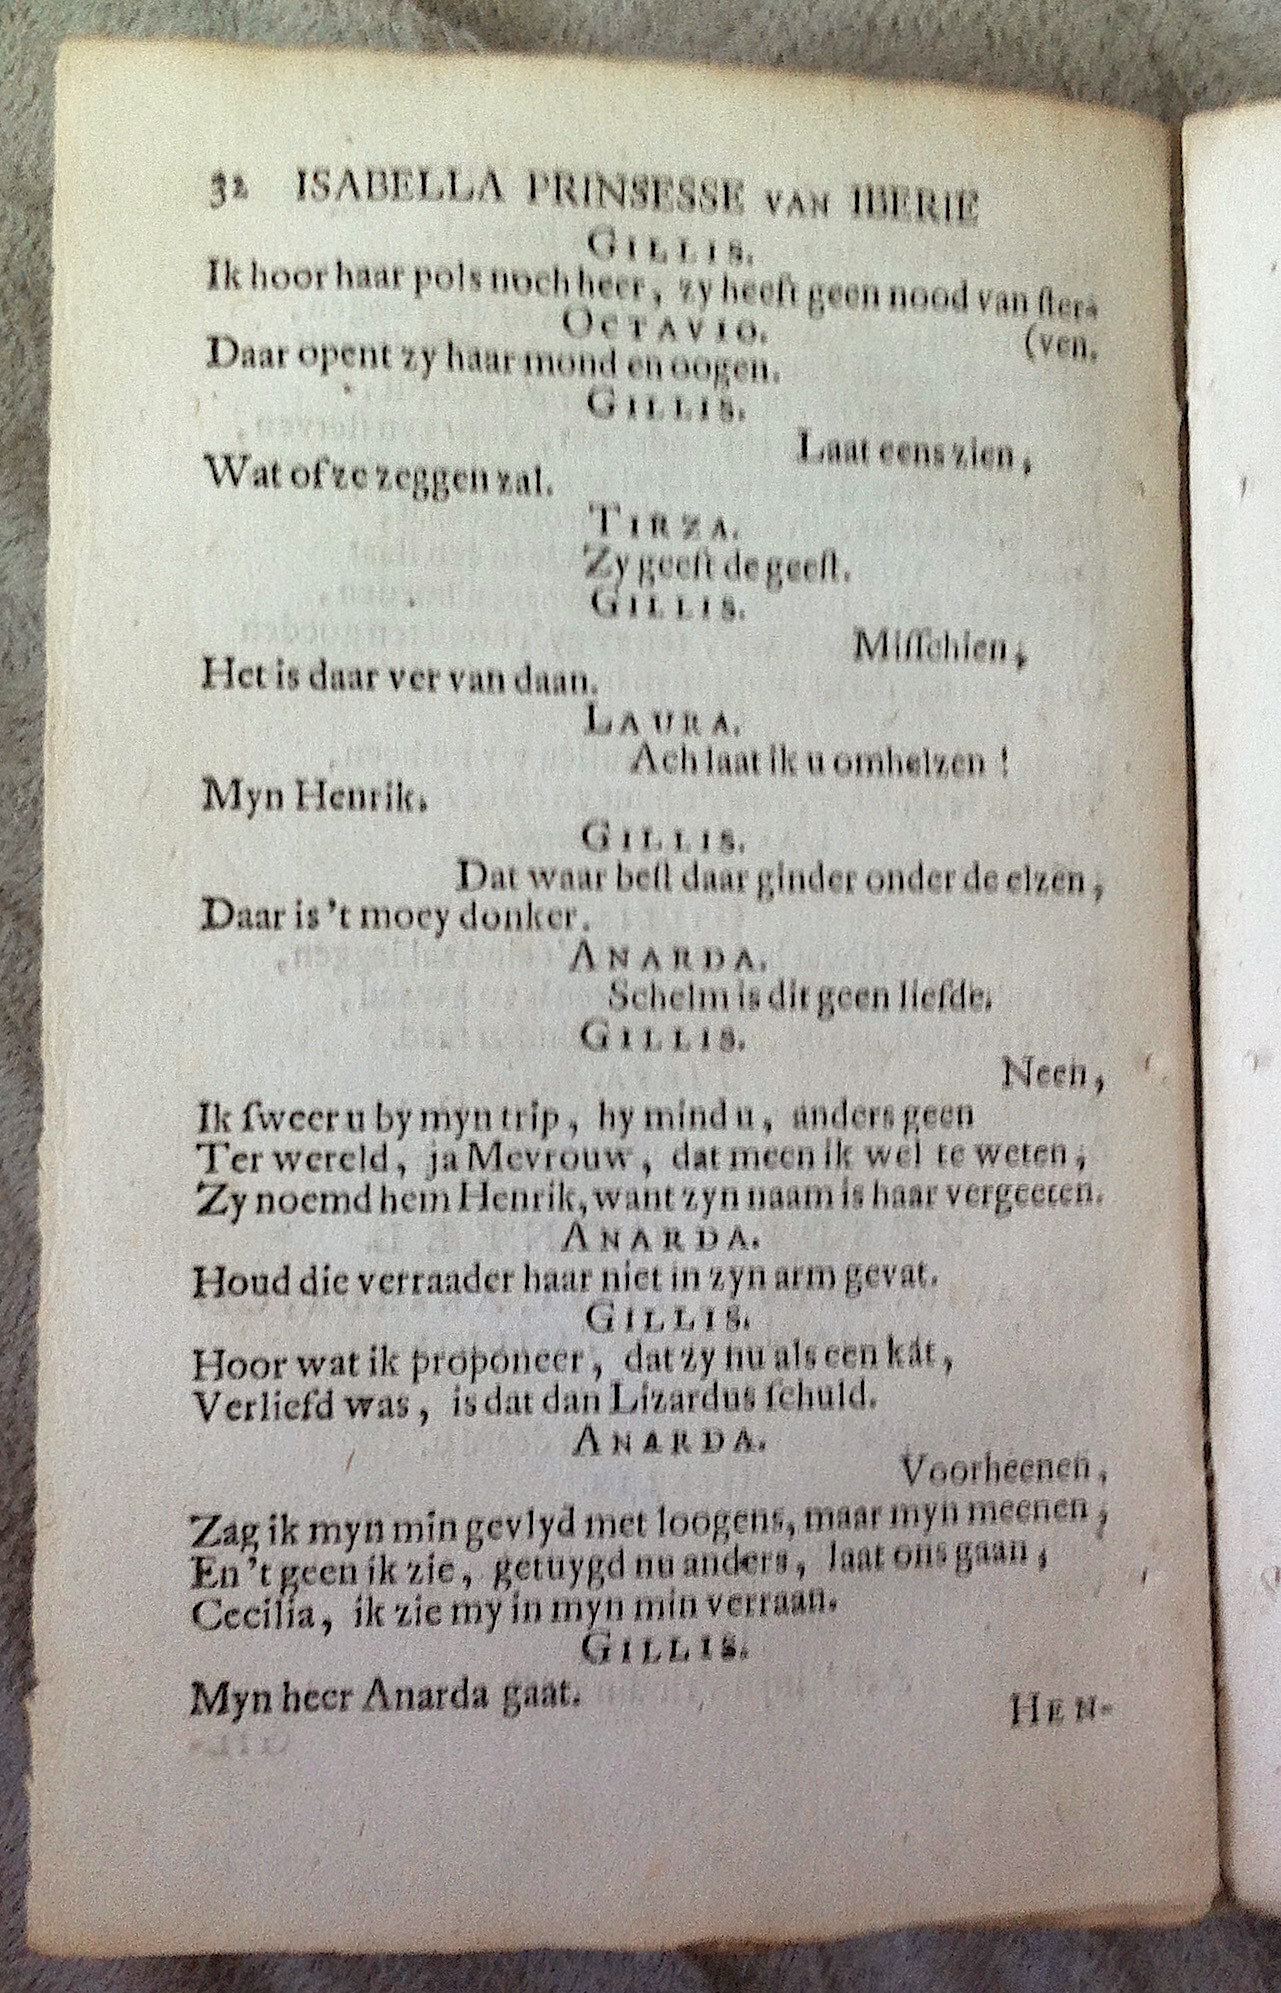 32 ISABELLA PRINSESSE VAN IBERIE
GILLIS.
Ik hoor haar pols noch heer, zy heeft geen nood van ſter-
OCTAVIO. (ven.
Daar opent zy haar mond en oogen.
GILLIS.
Laat eens zien,
Wat of ze zeggen zal.
TIRZA.
Zy geeft de geeſt.
GILLIS.
Miſſchien,
Het is daar ver van daan.
LAURA.
Ach laat ik u omhelzen!
Myn Henrik.
GILLIS.
Dat waar beſt daar ginder onder de elzen,
Daar is 't moey donker.
ANARDA.
Schelm is dit geen liefde.
GILLIS.
Neen,
Ik ſweer u by myn trip, hy mind u, anders geen
Ter wereld, ja Mevrouw, dat meen ik wel te weten,
Zy noemd hem Henrik, want zyn naam is haar vergeeten.
ANARDA.
Houd die verraader haar niet in zyn arm gevat.
GILLIS.
Hoor wat ik proponeer, dat zy nu als een kat,
Verliefd was, is dat dan Lizardus ſchuld.
ANARDA.
Voorheenen,
Zag ik myn min gevlyd met loogens, maar myn meenen,
En 't geen ik zie, getuygd nu anders, laat ons gaan,
Cecilia, ik zie my in myn min verraan.
GILLIS.
Myn heer Anarda gaat.
HEN-